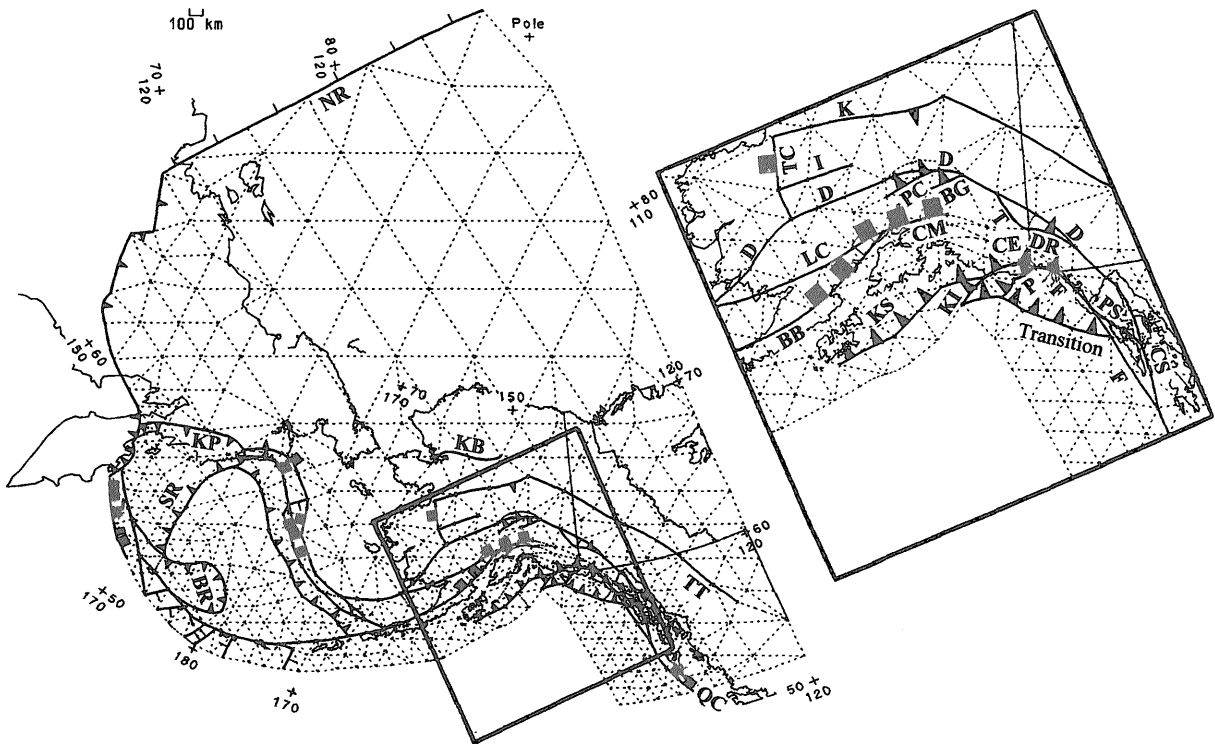 100 km
Pole
+
80
+
120
70 +
120
NR
K
TC
I
D
D
PC
BG
+80
110
D
T
D
CM
LC
CE
DR
KS
KI
P
F
PS
BB
CS
Transition
F
+60
150
+70
170
150
+
120
+70
KB
KP
SR
+60
120
BR
TT
+50
170
+
180
+
170
QC
50 +
120